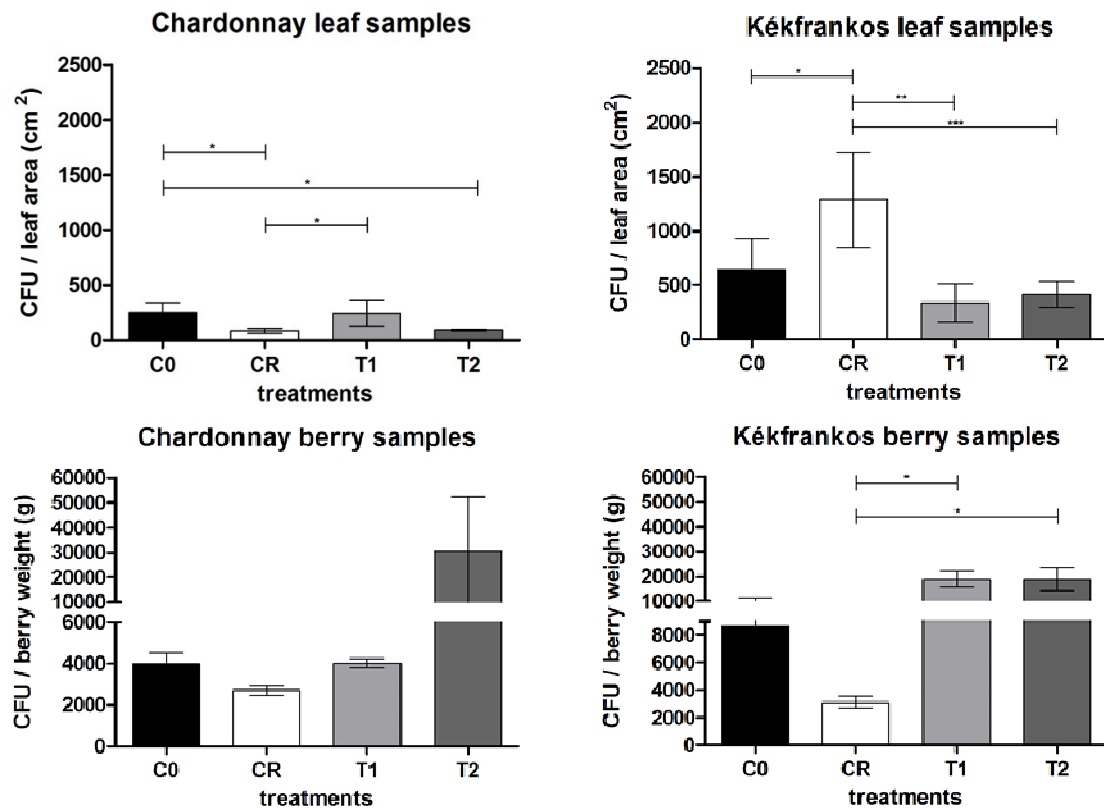 Chardonnay leaf samples
CFU / leaf area (cm ²)
2500
2000
1500
1000
500
0
*
*
*
C0 CR T1 T2
treatments
Kékfrankos leaf samples
CFU / leaf area (cm²)
2500
2000
1500
1000
500
0
*
**
***
C0 CR T1 T2
treatments
Chardonnay berry samples
CFU / berry weight (g)
60000
50000
40000
30000
20000
10000
6000
4000
2000
0
C0 CR T1 T2
treatments
Kékfrankos berry samples
CFU / berry weight (g)
60000
50000
40000
30000
20000
10000
8000
6000
4000
2000
0
*
*
C0 CR T1 T2
treatments